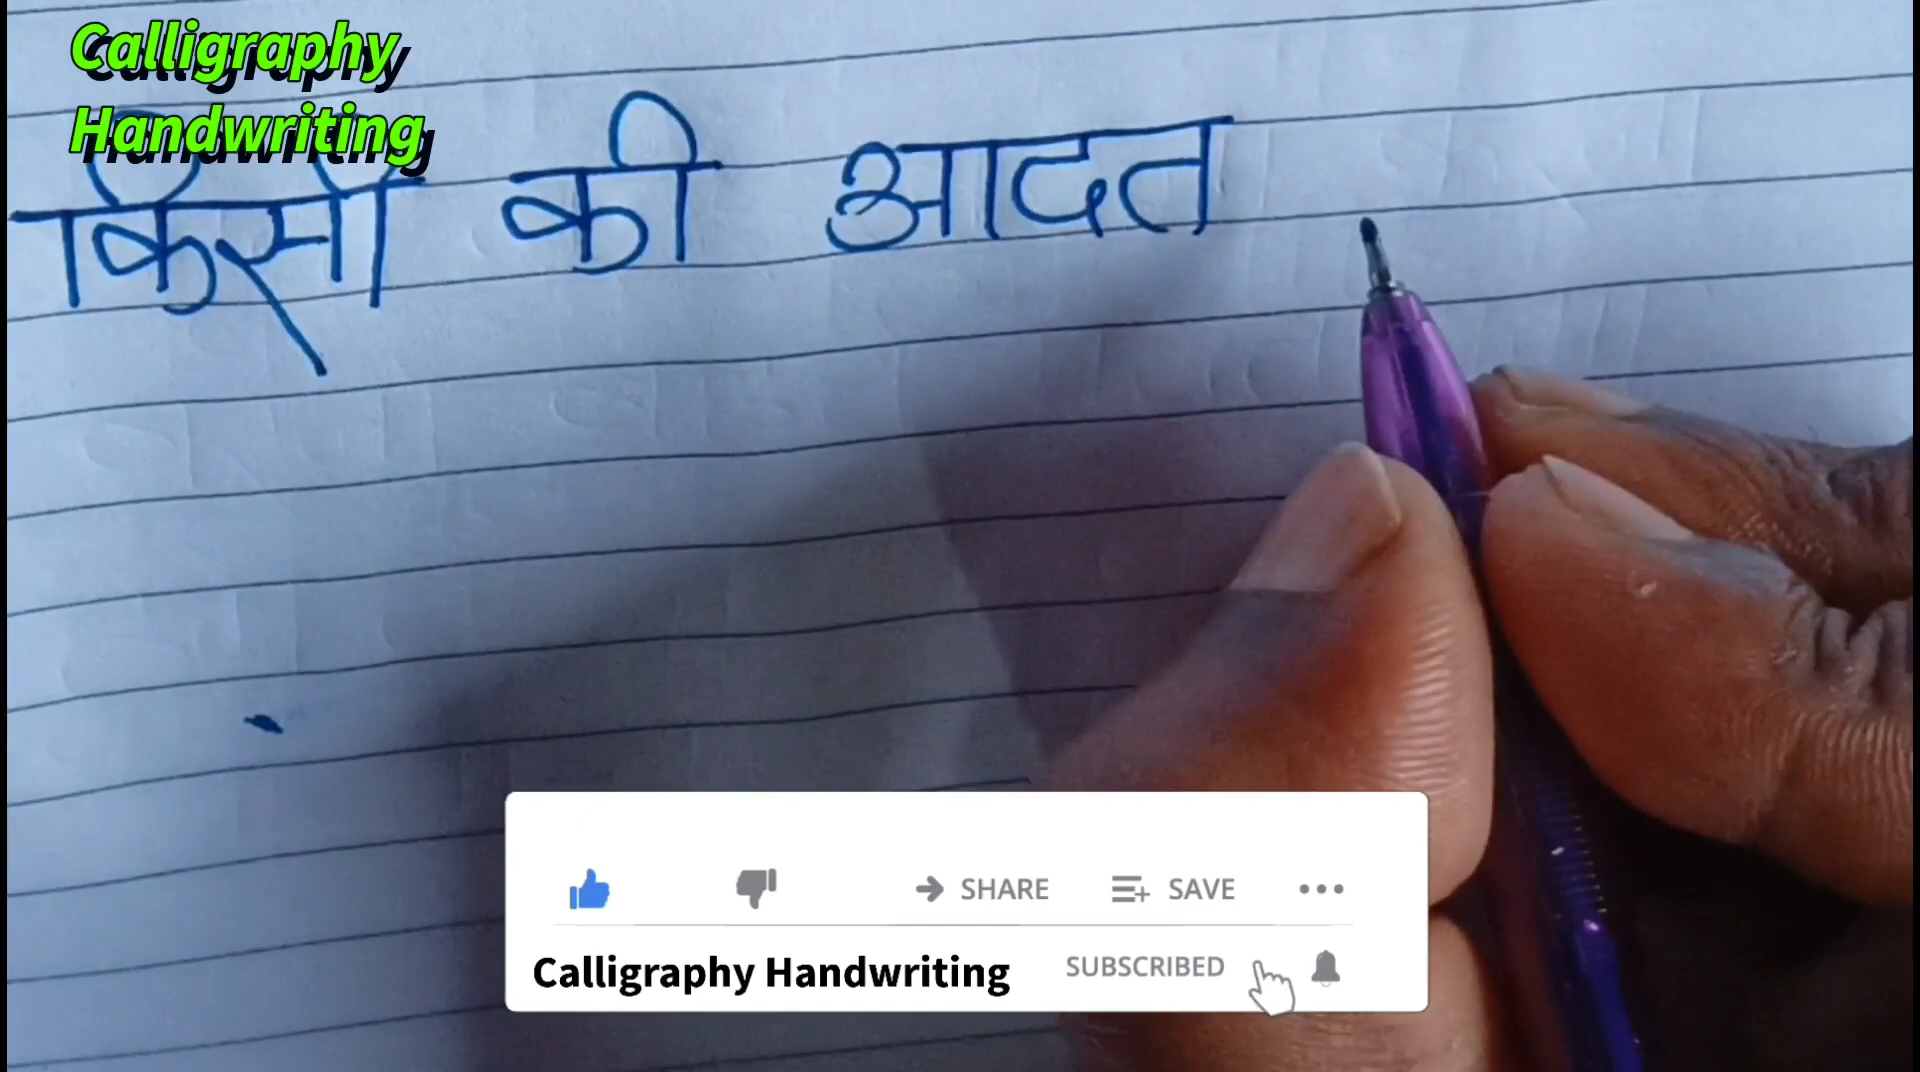 Calligraphy
Handwriting
किसी की आदत
SHARE SAVE
Calligraphy Handwriting SUBSCRIBED